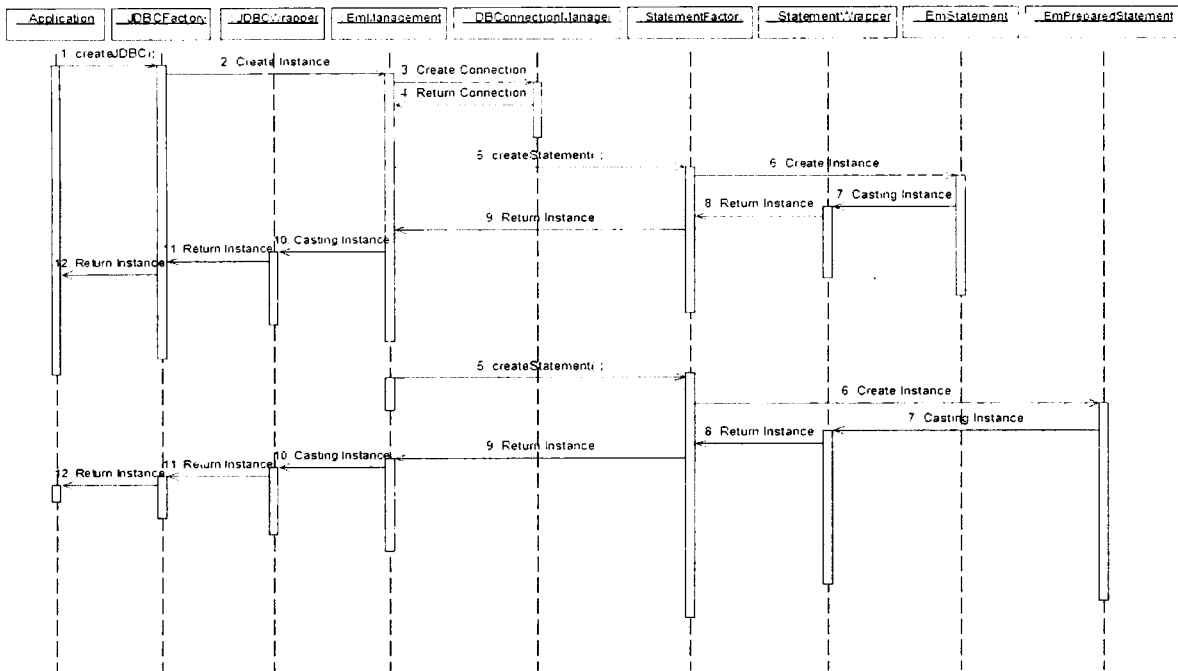 Application JDBCFactory JDBCWrapper EmManagement DBConnectionManager StatementFactor StatementWrapper EmStatement EmPreparedStatement
1 createJDBC();
2 Create Instance
3 Create Connection
4 Return Connection
5 createStatement();
6 Create Instance
7 Casting Instance
8 Return Instance
9 Return Instance
10. Casting Instance
11 Return Instance
12. Return Instance
5 createStatement();
6 Create Instance
7 Casting Instance
8 Return Instance
9 Return Instance
10 Casting Instance
11 Return Instance
12 Return Instance